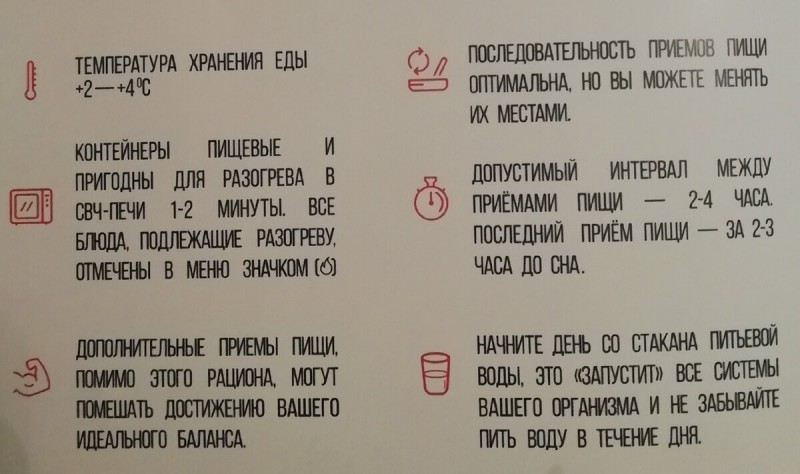 ТЕМПЕРАТУРА ХРАНЕНИЯ ЕДЫ
+2—+4⁰С
КОНТЕЙНЕРЫ ПИЩЕВЫЕ И
ПРИГОДНЫ ДЛЯ РАЗОГРЕВА В
СВЧ-ПЕЧИ 1-2 МИНУТЫ. ВСЕ
БЛЮДА, ПОДЛЕЖАЩИЕ РАЗОГРЕВУ,
ОТМЕЧЕНЫ В МЕНЮ ЗНАЧКОМ ()
ДОПОЛНИТЕЛЬНЫЕ ПРИЕМЫ ПИЩИ,
ПОМИМО ЭТОГО РАЦИОНА, МОГУТ
ПОМЕШАТЬ ДОСТИЖЕНИЮ ВАШЕГО
ИДЕАЛЬНОГО БАЛАНСА.
ПОСЛЕДОВАТЕЛЬНОСТЬ ПРИЕМОВ ПИЩИ
ОПТИМАЛЬНА, НО ВЫ МОЖЕТЕ МЕНЯТЬ
ИХ МЕСТАМИ.
ДОПУСТИМЫЙ ИНТЕРВАЛ МЕЖДУ
ПРИЁМАМИ ПИЩИ — 2-4 ЧАСА.
ПОСЛЕДНИЙ ПРИЁМ ПИЩИ — ЗА 2-3
ЧАСА ДО СНА.
НАЧНИТЕ ДЕНЬ СО СТАКАНА ПИТЬЕВОЙ
ВОДЫ, ЭТО «ЗАПУСТИТ» ВСЕ СИСТЕМЫ
ВАШЕГО ОРГАНИЗМА И НЕ ЗАБЫВАЙТЕ
ПИТЬ ВОДУ В ТЕЧЕНИЕ ДНЯ.